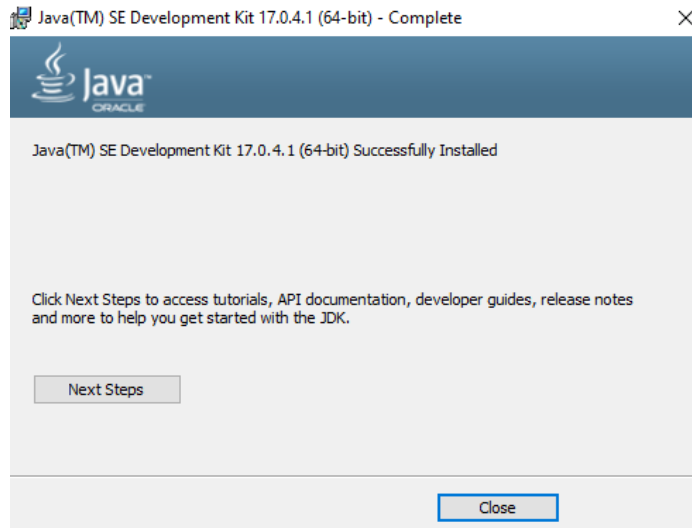 Java(TM) SE Development Kit 17.0.4.1 (64-bit) - Complete
Java™
ORACLE
Java(TM) SE Development Kit 17.0.4.1 (64-bit) Successfully Installed
Click Next Steps to access tutorials, API documentation, developer guides, release notes
and more to help you get started with the JDK.
Next Steps
Close